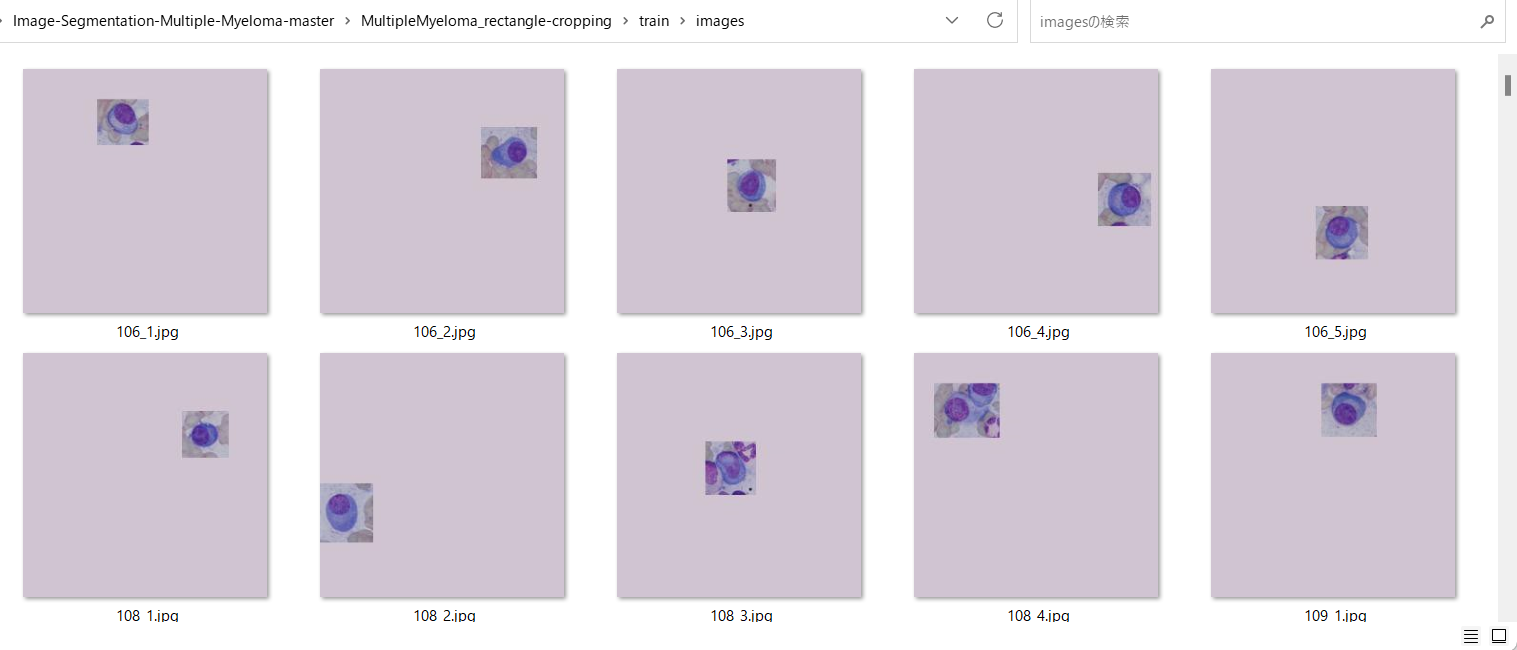 Image-Segmentation-Multiple-Myeloma-master > MultipleMyeloma_rectangle-cropping > train > images
imagesの検索
106_1.jpg
106_2.jpg
106_3.jpg
106_4.jpg
106_5.jpg
108_1.jpg
108_2.jpg
108_3.jpg
108_4.jpg
109_1.jpg